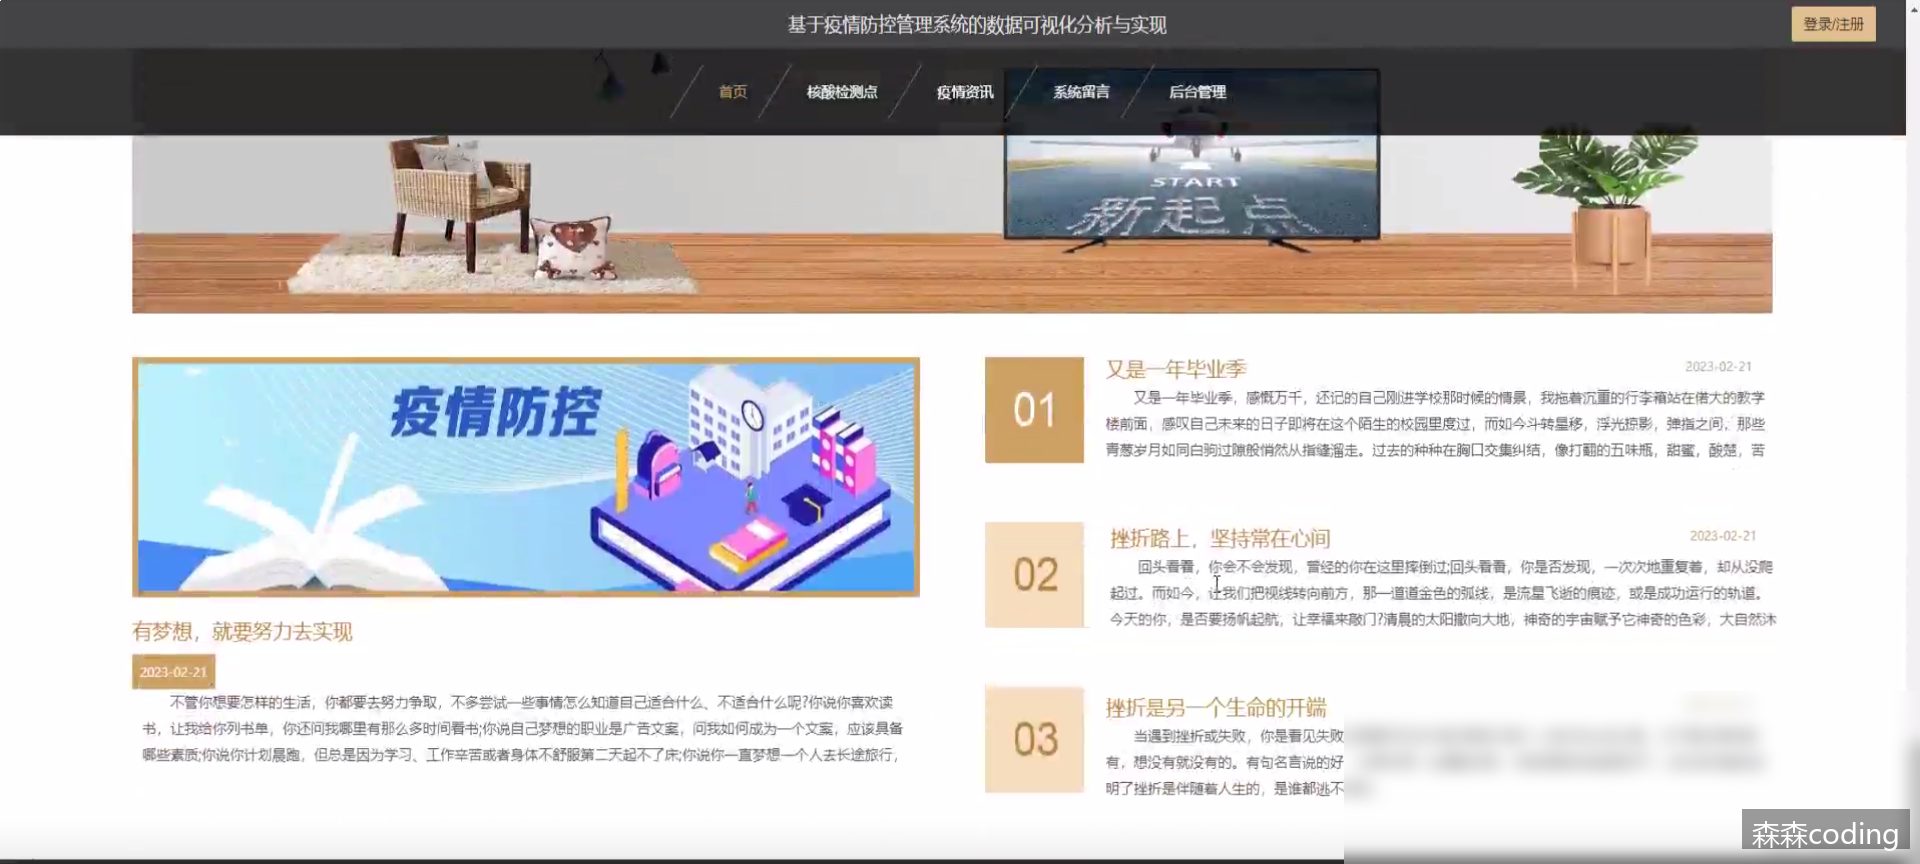 基于疫情防控管理系统的数据可视化分析与实现
登录/注册
首页
核酸检测点
疫情资讯
系统留言
后台管理
START
新起点
疫情防控
有梦想，就要努力去实现
2023-02-21
不管你想要怎样的生活，你都要去努力争取，不多尝试一些事情怎么知道自己适合什么、不适合什么呢?你说你喜欢读
书，让我给你列书单，你还问我哪里有那么多时间看书;你说自己梦想的职业是广告文案，问我如何成为一个文案，应该具备
哪些素质;你说你计划晨跑，但总是因为学习、工作辛苦或者身体不舒服第二天起不了床;你说你一直梦想一个人去长途旅行，
01
又是一年毕业季
2023-02-21
又是一年毕业季，感慨万千，还记的自己刚进学校那时候的情景，我拖着沉重的行李箱站在偌大的教学
楼前面，感叹自己未来的日子即将在这个陌生的校园里度过，而如今斗转星移，浮光掠影，弹指之间，那些
青葱岁月如同白驹过隙般悄然从指缝溜走。过去的种种在胸口交集纠结，像打翻的五味瓶，甜蜜，酸楚，苦
02
挫折路上，坚持常在心间
2023-02-21
回头看看，你会不会发现，曾经的你在这里摔倒过;回头看看，你是否发现，一次次地重复着，却从没爬
起过。而如今，让我们把视线转向前方，那一道道金色的弧线，是流星飞逝的痕迹，或是成功运行的轨道。
今天的你，是否要扬帆起航，让幸福来敲门?清晨的太阳撒向大地，神奇的宇宙赋予它神奇的色彩，大自然沐
03
挫折是另一个生命的开端
当遇到挫折或失败，你是看见失败
有，想没有就没有的。有句名言说的好
明了挫折是伴随着人生的，是谁都逃不
森森coding